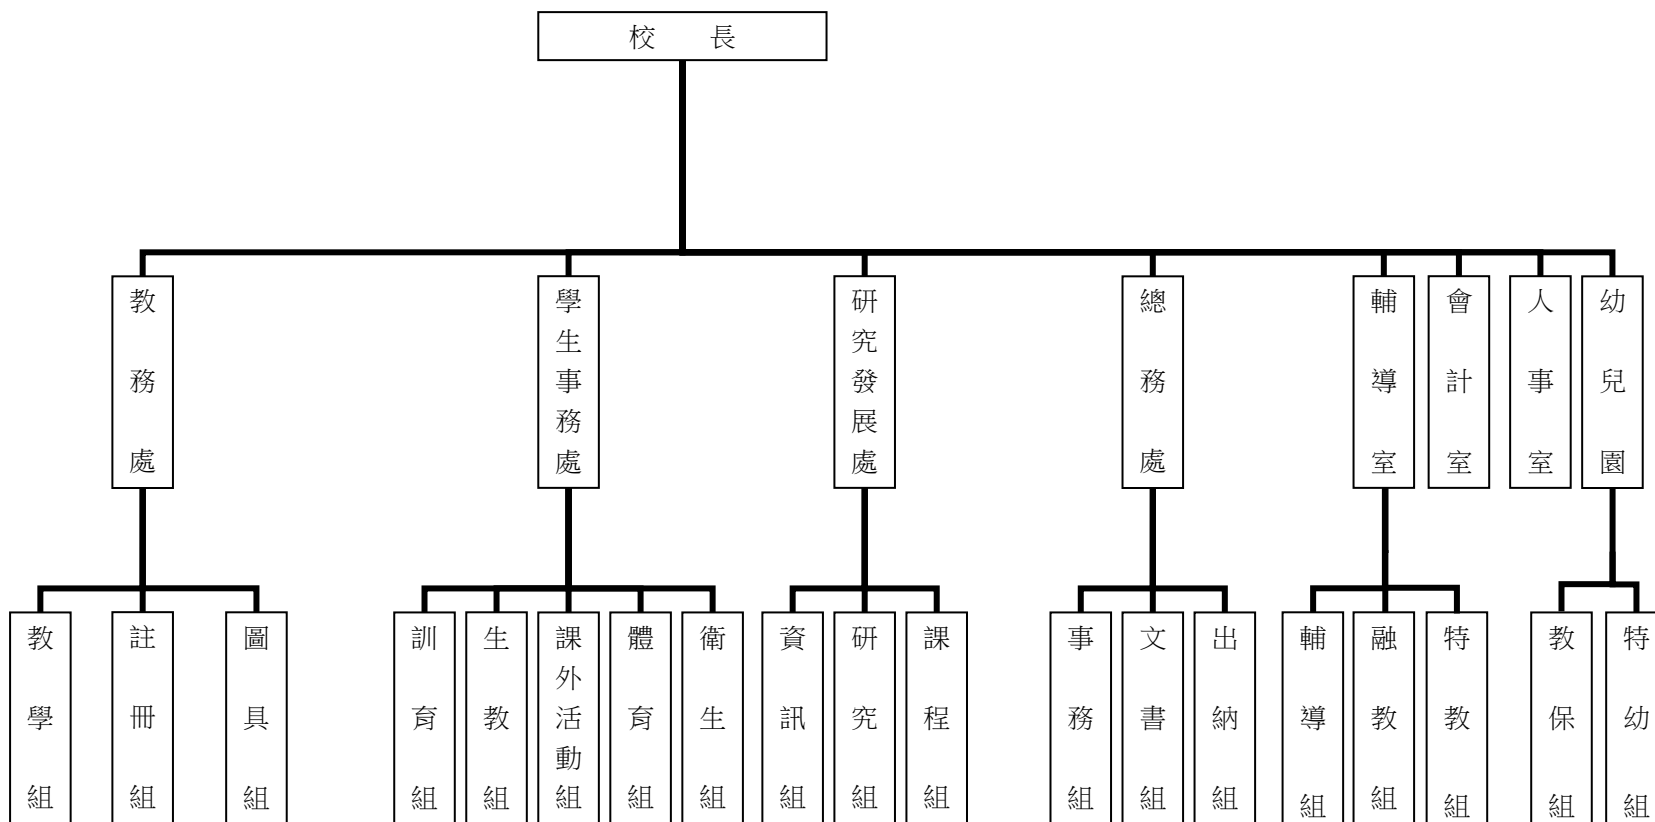 校長
教務處
學生事務處
研究發展處
總務處
輔導室
會計室
人事室
幼兒園
教學組
註冊組
圖具組
訓育組
生教組
課外活動組
體育組
衛生組
資訊組
研究組
課程組
事務組
文書組
出納組
輔導組
融教組
特教組
教保組
特幼組